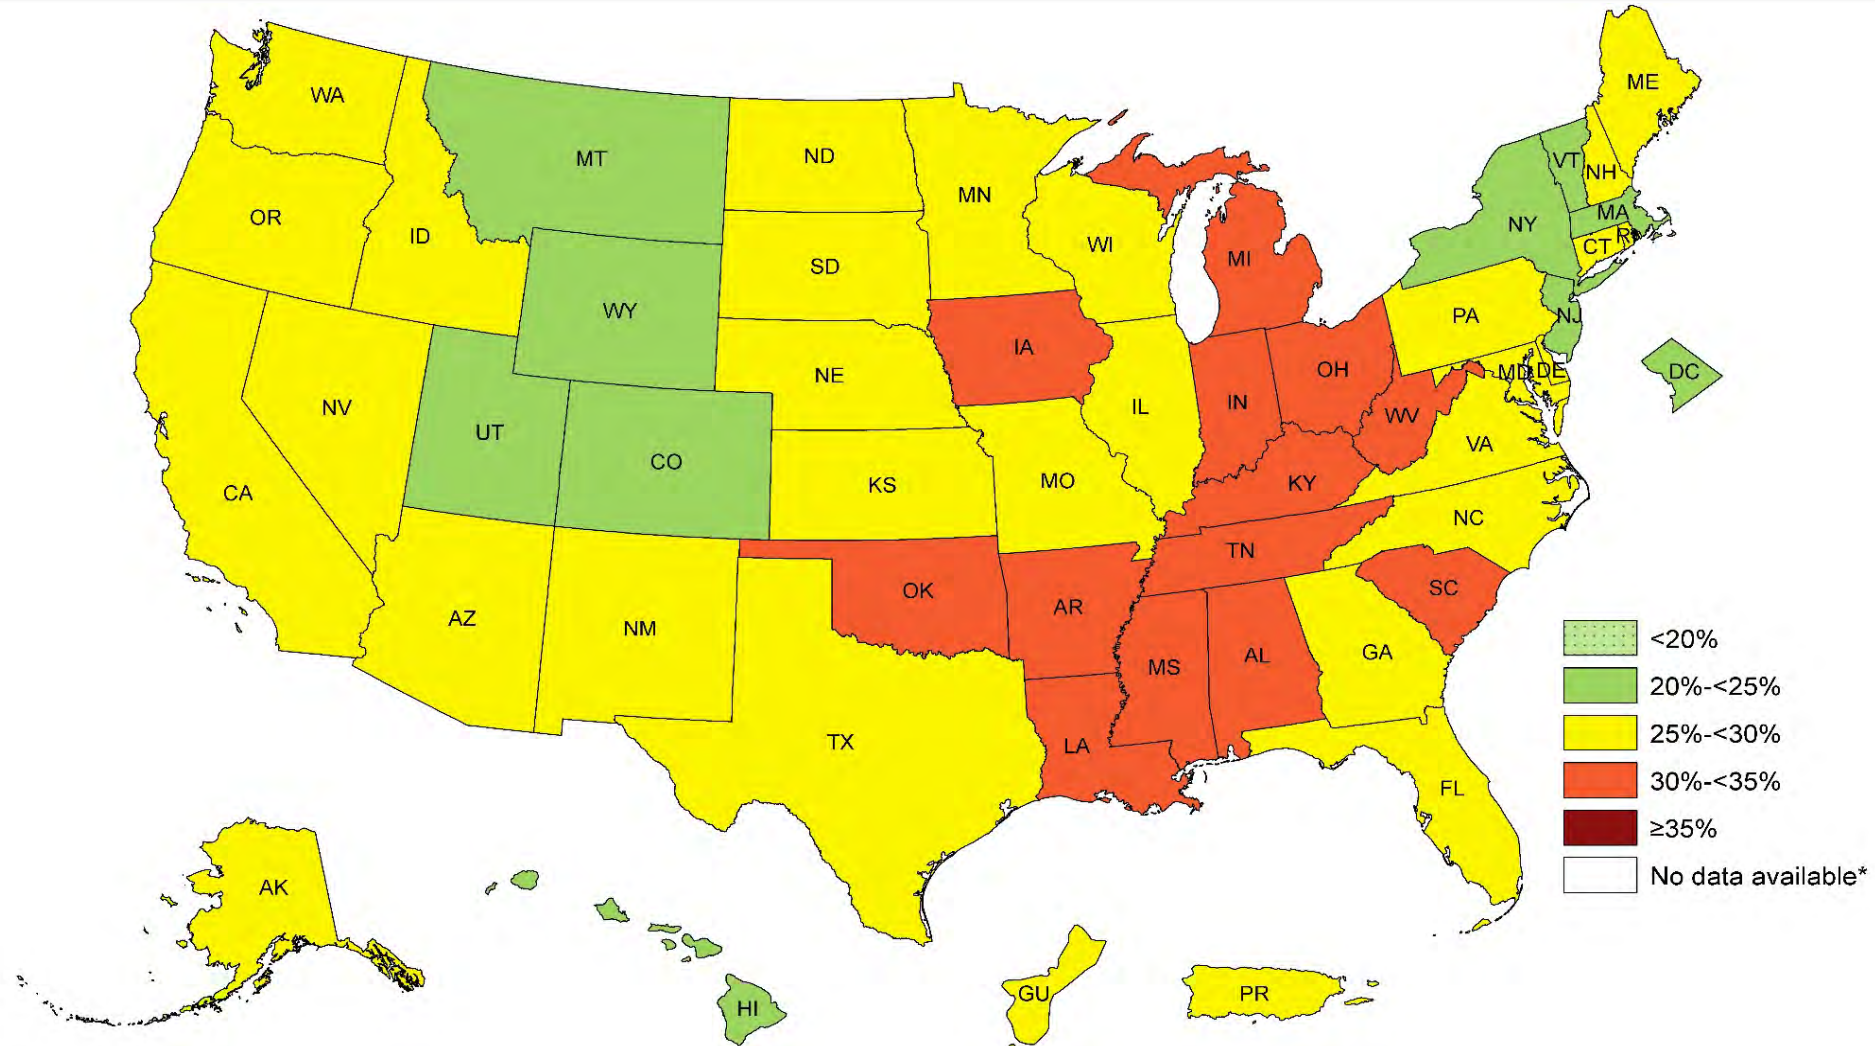 WA
MT
ND
MN
ME
VT
NH
OR
ID
SD
WI
MI
NY
MA
CT
WY
PA
NJ
IA
NE
OH
MD
DE
DC
NV
UT
IL
IN
WV
VA
CA
CO
KS
MO
KY
NC
TN
OK
AR
SC
AZ
NM
MS
AL
GA
TX
LA
FL
AK
HI
GU
PR
<20%
20%-<25%
25%-<30%
30%-<35%
≥35%
No data available*